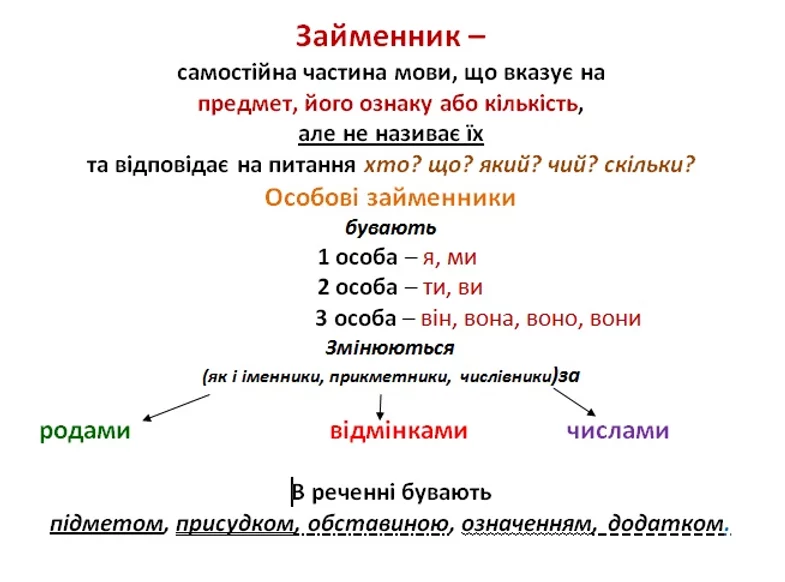 Займенник –
самостійна частина мови, що вказує на
предмет, його ознаку або кількість,
але не називає їх
та відповідає на питання хто? що? який? чий? скільки?
Особові займенники
бувають
1 особа – я, ми
2 особа – ти, ви
3 особа – він, вона, воно, вони
Змінюються
(як і іменники, прикметники, числівники)за
родами відмінками числами
В реченні бувають
підметом, присудком, обставиною, означенням, додатком.